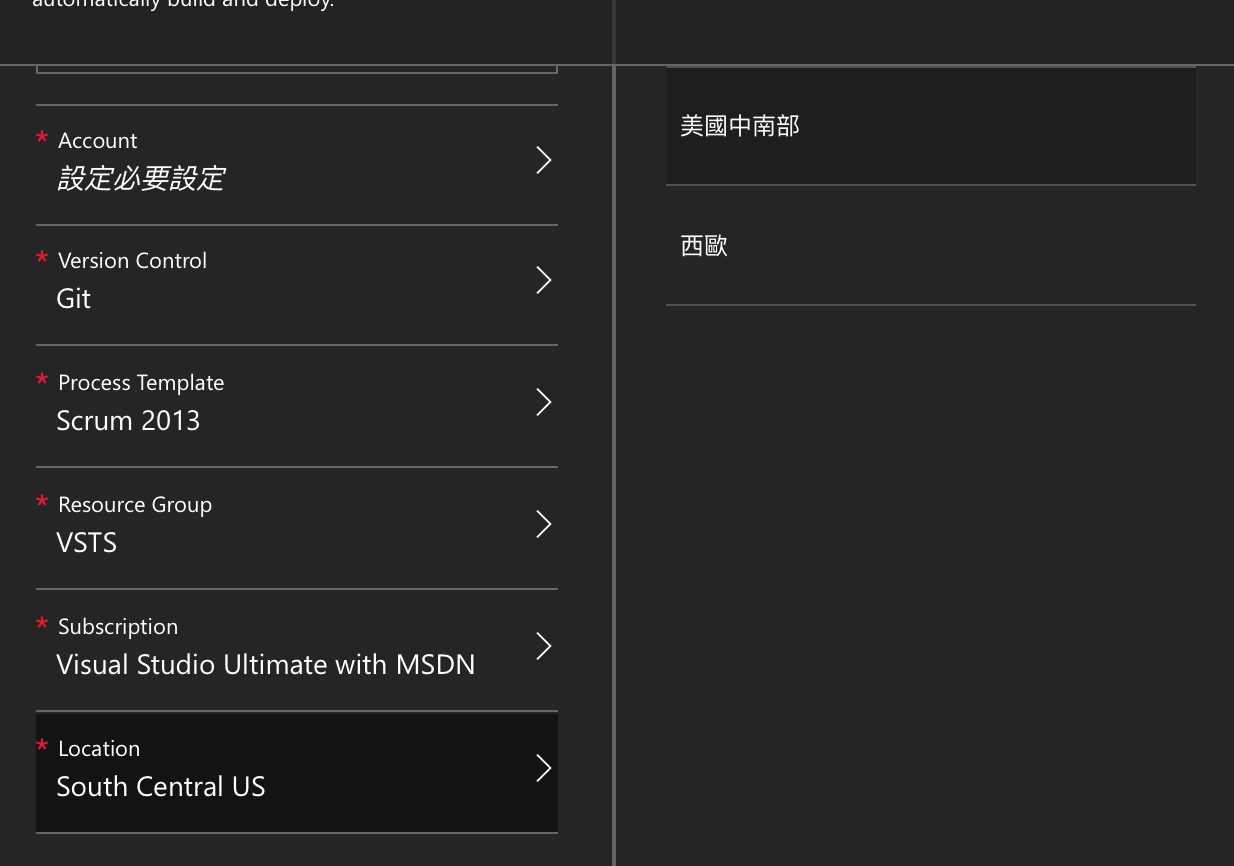 automatically build and deploy.
* Account
設定必要設定
* Version Control
Git
* Process Template
Scrum 2013
* Resource Group
VSTS
* Subscription
Visual Studio Ultimate with MSDN
* Location
South Central US
美國中南部
西歐